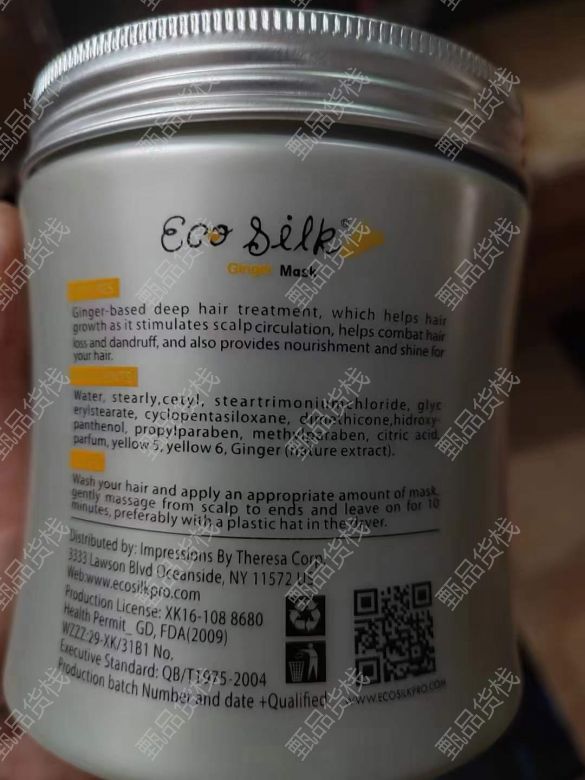 Eco Silk®
Ginger Mask
Ginger-based deep hair treatment, which helps hair
growth as it stimulates scalp circulation, helps combat hair
loss and dandruff, and also provides nourishment and shine for
your hair.
Water, stearly,cetyl, steartrimoniumchloride, glyc
erylstearate, cyclopentasiloxane, dimethicone,hidroxy-
panthenol, propylparaben, methylparaben, citric acid,
parfum, yellow 5, yellow 6, Ginger (nature extract).
Wash your hair and apply an appropriate amount of mask,
gently massage from scalp to ends and leave on for 10
minutes, preferably with a plastic hat in the dryer.
Distributed by: Impressions By Theresa Corp.
3333 Lawson Blvd Oceanside, NY 11572 US
Web:www.ecosilkpro.com
Production License: XK16-108 8680
Health Permit_ GD, FDA(2009)
WZZZ-29-XK/31B1 No.
Executive Standard: QB/T1975-2004
Production batch Number and date +Qualified
WWW.ECOSILKPRO.COM
甄品货栈